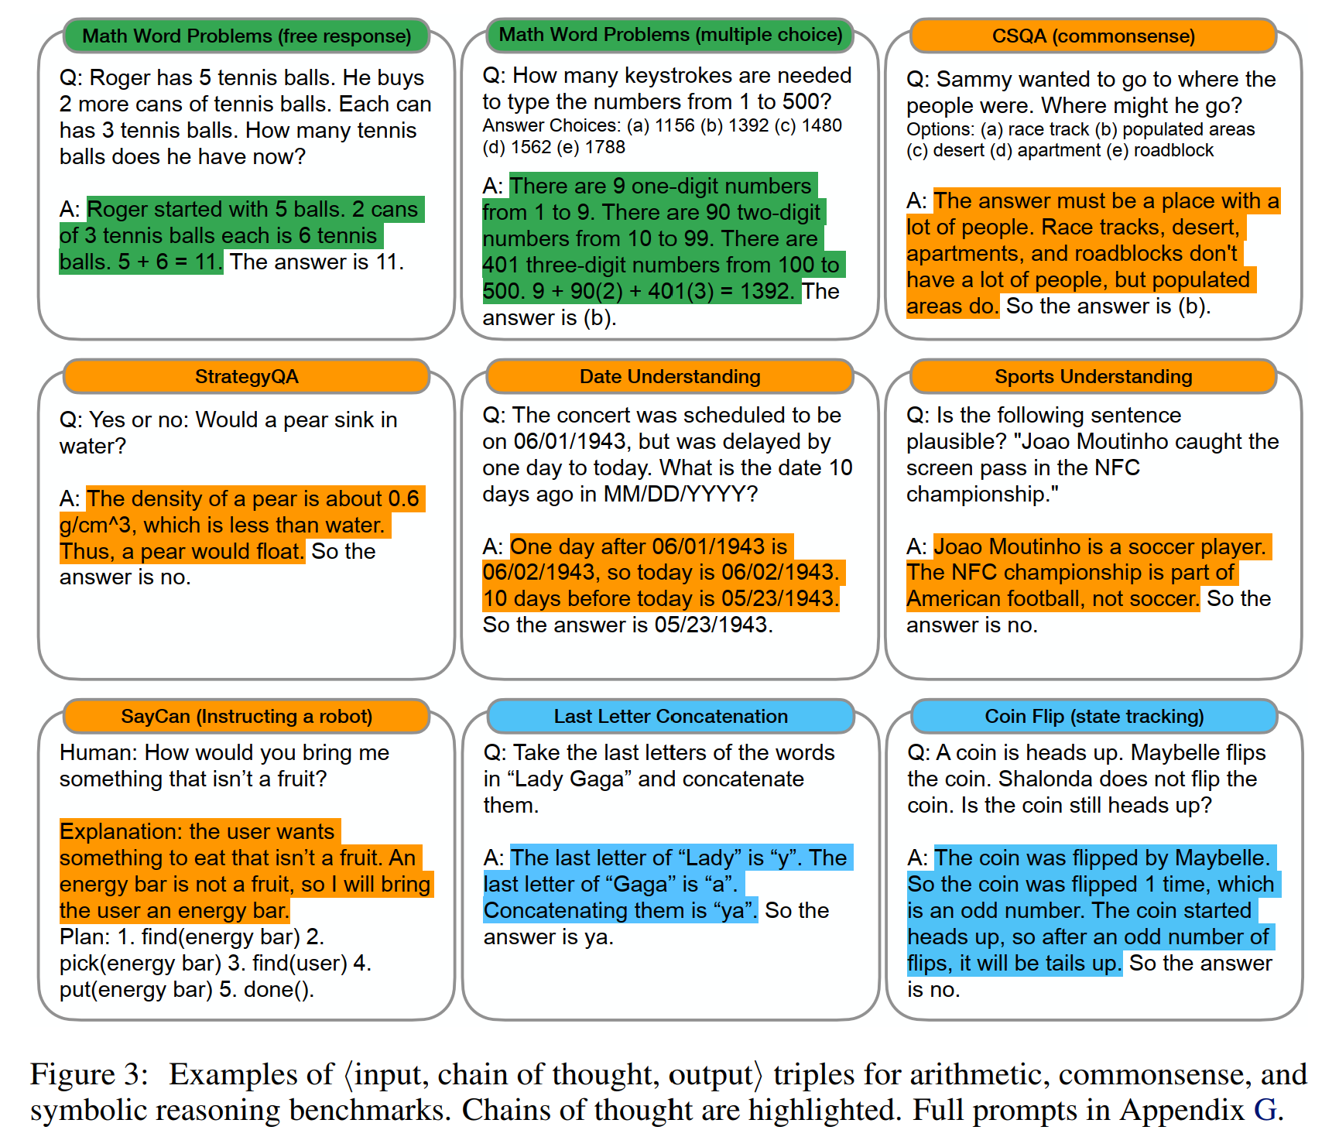 Math Word Problems (free response)
Q: Roger has 5 tennis balls. He buys
2 more cans of tennis balls. Each can
has 3 tennis balls. How many tennis
balls does he have now?
A: Roger started with 5 balls. 2 cans
of 3 tennis balls each is 6 tennis
balls. 5 + 6 = 11. The answer is 11.
Math Word Problems (multiple choice)
Q: How many keystrokes are needed
to type the numbers from 1 to 500?
Answer Choices: (a) 1156 (b) 1392 (c) 1480
(d) 1562 (e) 1788
A: There are 9 one-digit numbers
from 1 to 9. There are 90 two-digit
numbers from 10 to 99. There are
401 three-digit numbers from 100 to
500. 9 + 90(2) + 401(3) = 1392. The
answer is (b).
CSQA (commonsense)
Q: Sammy wanted to go to where the
people were. Where might he go?
Options: (a) race track (b) populated areas
(c) desert (d) apartment (e) roadblock
A: The answer must be a place with a
lot of people. Race tracks, desert,
apartments, and roadblocks don't
have a lot of people, but populated
areas do. So the answer is (b).
StrategyQA
Q: Yes or no: Would a pear sink in
water?
A: The density of a pear is about 0.6
g/cm^3, which is less than water.
Thus, a pear would float. So the
answer is no.
Date Understanding
Q: The concert was scheduled to be
on 06/01/1943, but was delayed by
one day to today. What is the date 10
days ago in MM/DD/YYYY?
A: One day after 06/01/1943 is
06/02/1943, so today is 06/02/1943.
10 days before today is 05/23/1943.
So the answer is 05/23/1943.
Sports Understanding
Q: Is the following sentence
plausible? "Joao Moutinho caught the
screen pass in the NFC
championship."
A: Joao Moutinho is a soccer player.
The NFC championship is part of
American football, not soccer. So the
answer is no.
SayCan (Instructing a robot)
Human: How would you bring me
something that isn’t a fruit?
Explanation: the user wants
something to eat that isn’t a fruit. An
energy bar is not a fruit, so I will bring
the user an energy bar.
Plan: 1. find(energy bar) 2.
pick(energy bar) 3. find(user) 4.
put(energy bar) 5. done().
Last Letter Concatenation
Q: Take the last letters of the words
in “Lady Gaga” and concatenate
them.
A: The last letter of “Lady” is “y”. The
last letter of “Gaga” is “a”.
Concatenating them is “ya”. So the
answer is ya.
Coin Flip (state tracking)
Q: A coin is heads up. Maybelle flips
the coin. Shalonda does not flip the
coin. Is the coin still heads up?
A: The coin was flipped by Maybelle.
So the coin was flipped 1 time, which
is an odd number. The coin started
heads up, so after an odd number of
flips, it will be tails up. So the answer
is no.
Figure 3: Examples of ⟨input, chain of thought, output⟩ triples for arithmetic, commonsense, and
symbolic reasoning benchmarks. Chains of thought are highlighted. Full prompts in Appendix G.